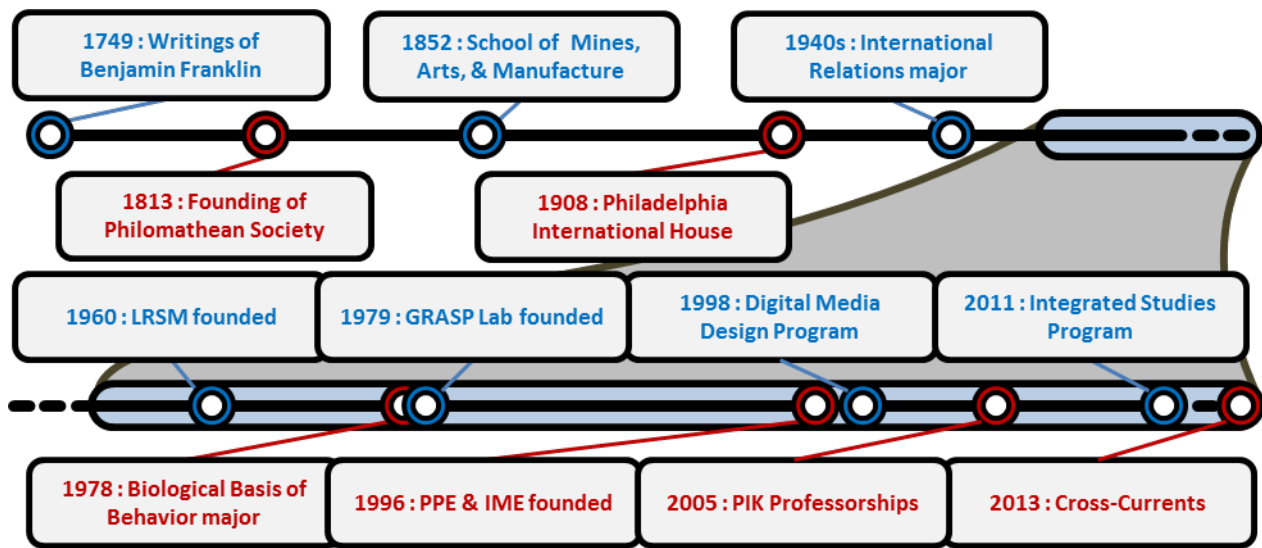 1749 : Writings of
Benjamin Franklin
1852 : School of Mines,
Arts, & Manufacture
1940s : International
Relations major
1813 : Founding of
Philomathean Society
1908 : Philadelphia
International House
1960 : LRSM founded
1979 : GRASP Lab founded
1998 : Digital Media
Design Program
2011 : Integrated Studies
Program
1978 : Biological Basis of
Behavior major
1996 : PPE & IME founded
2005 : PIK Professorships
2013 : Cross-Currents